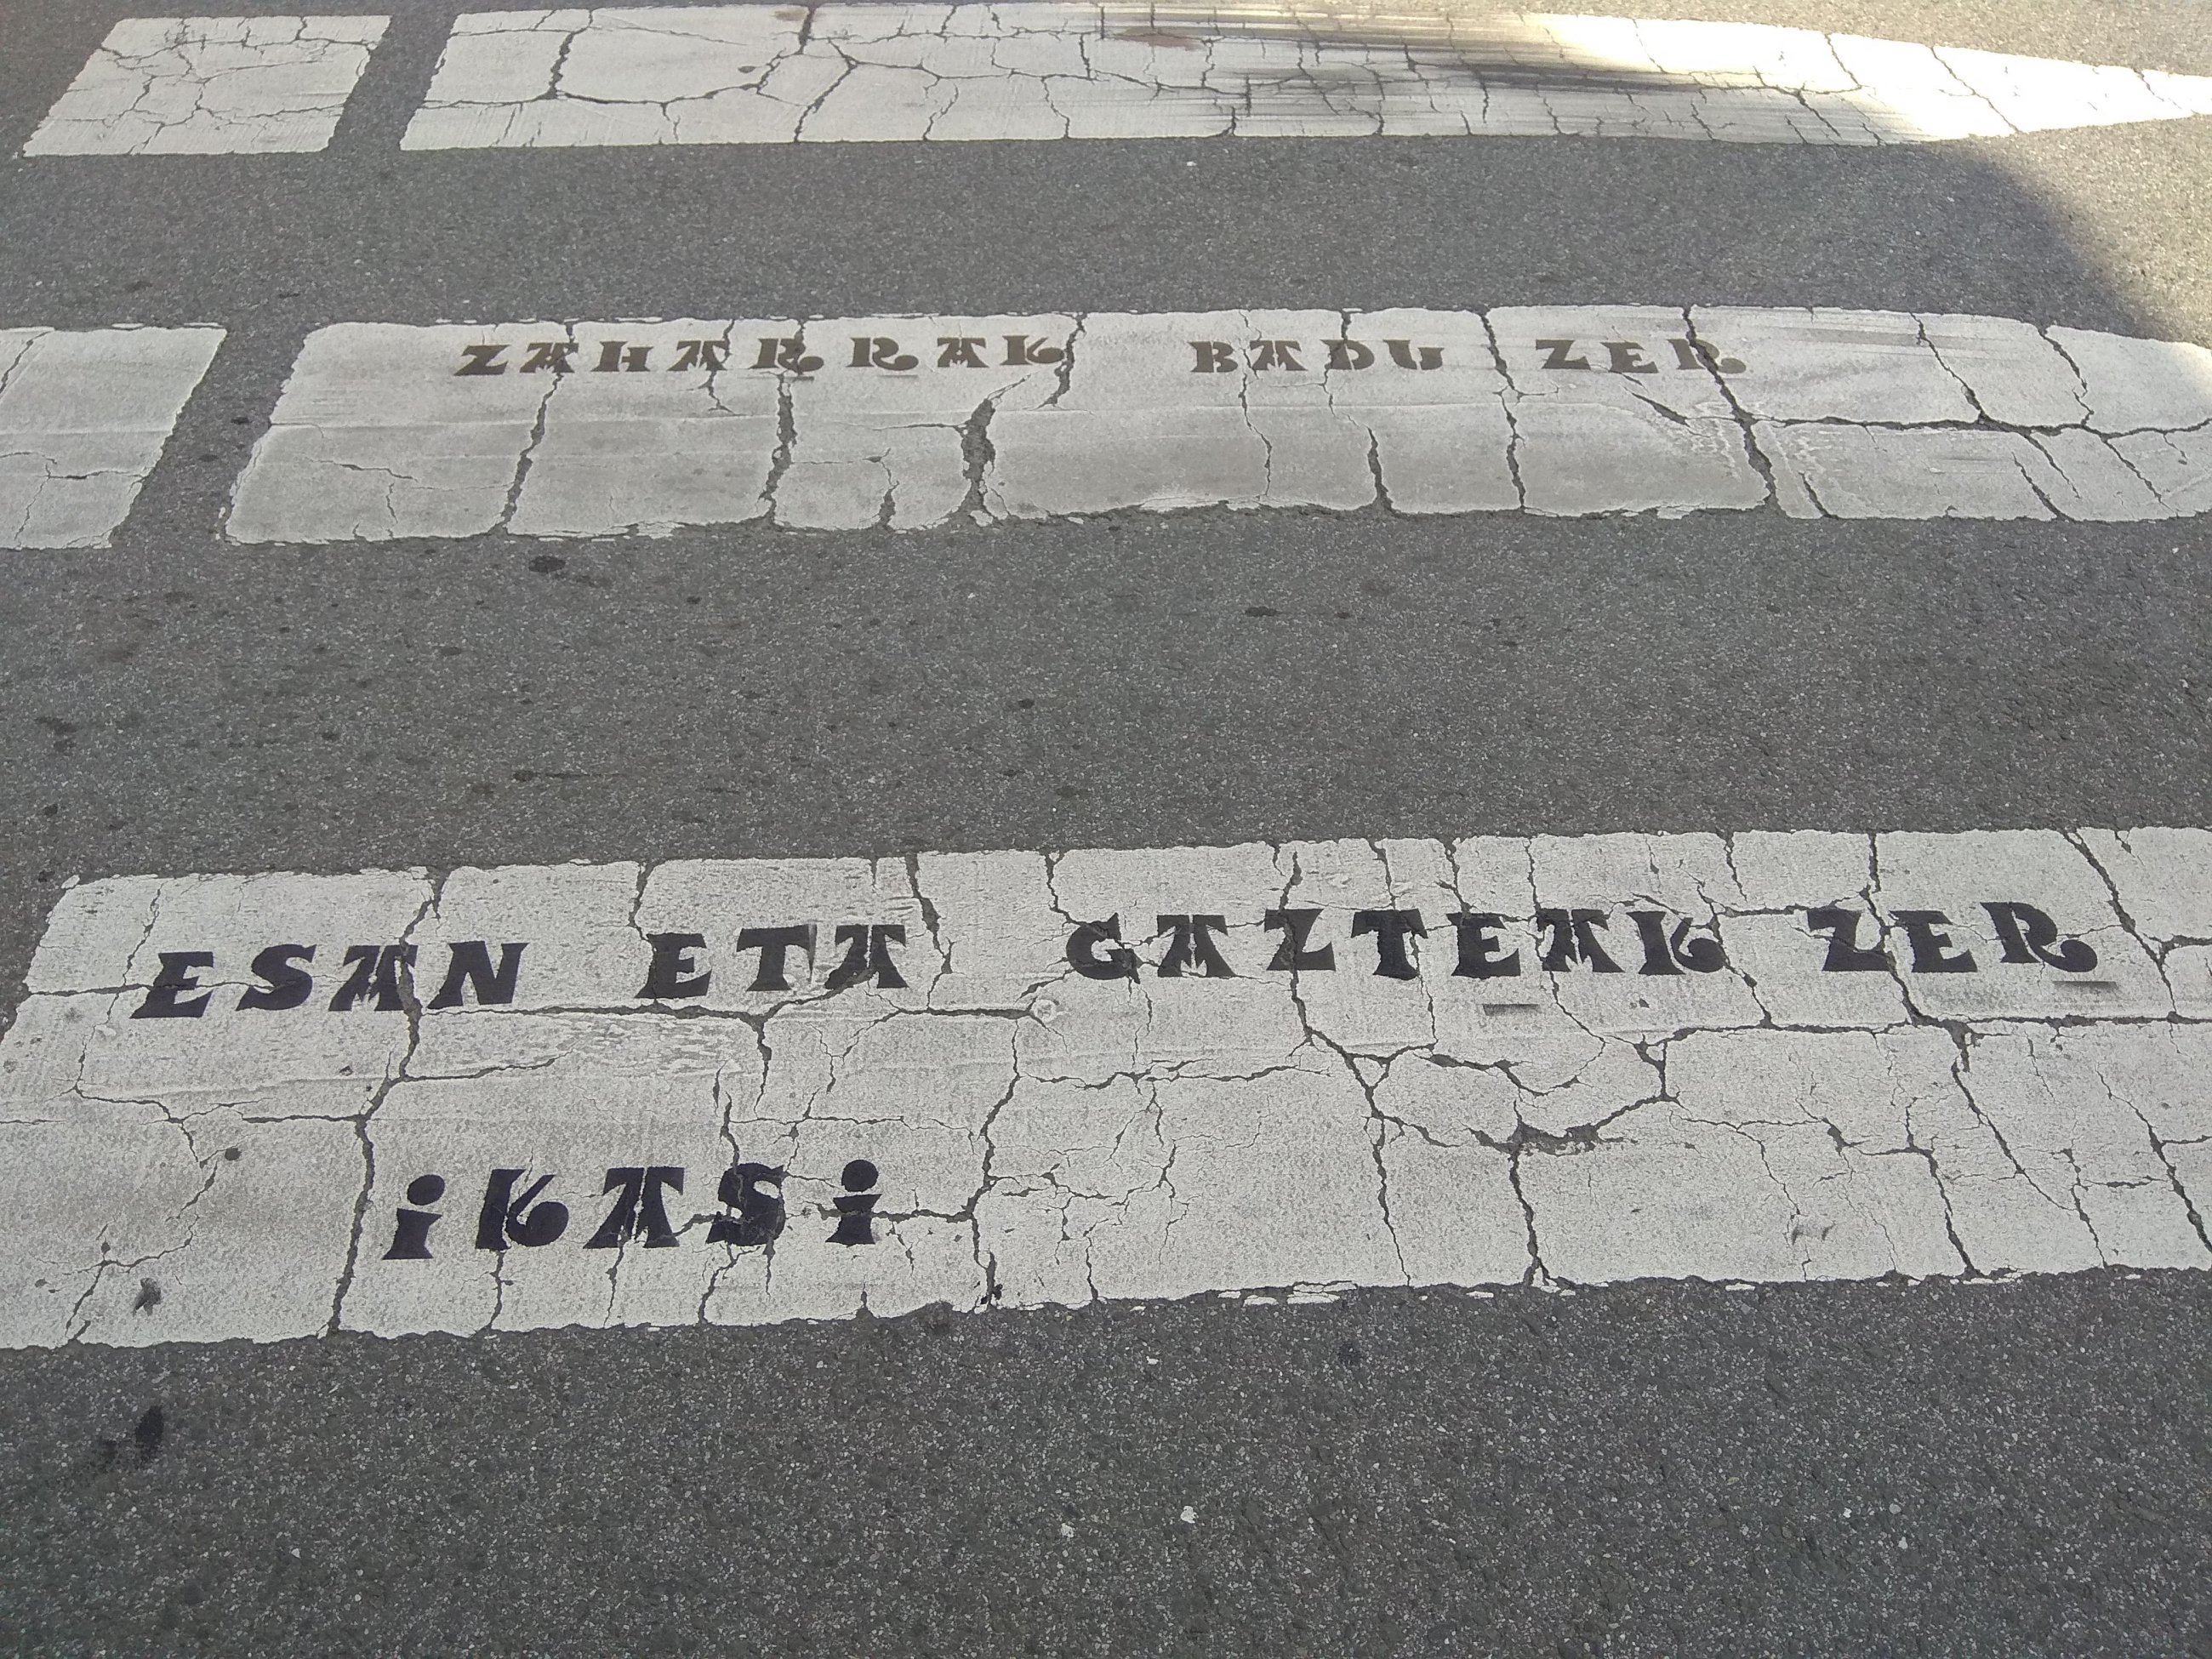 ZAHARRAK BADU ZER
ESAN ETA GAZTEAK ZER
iKASi